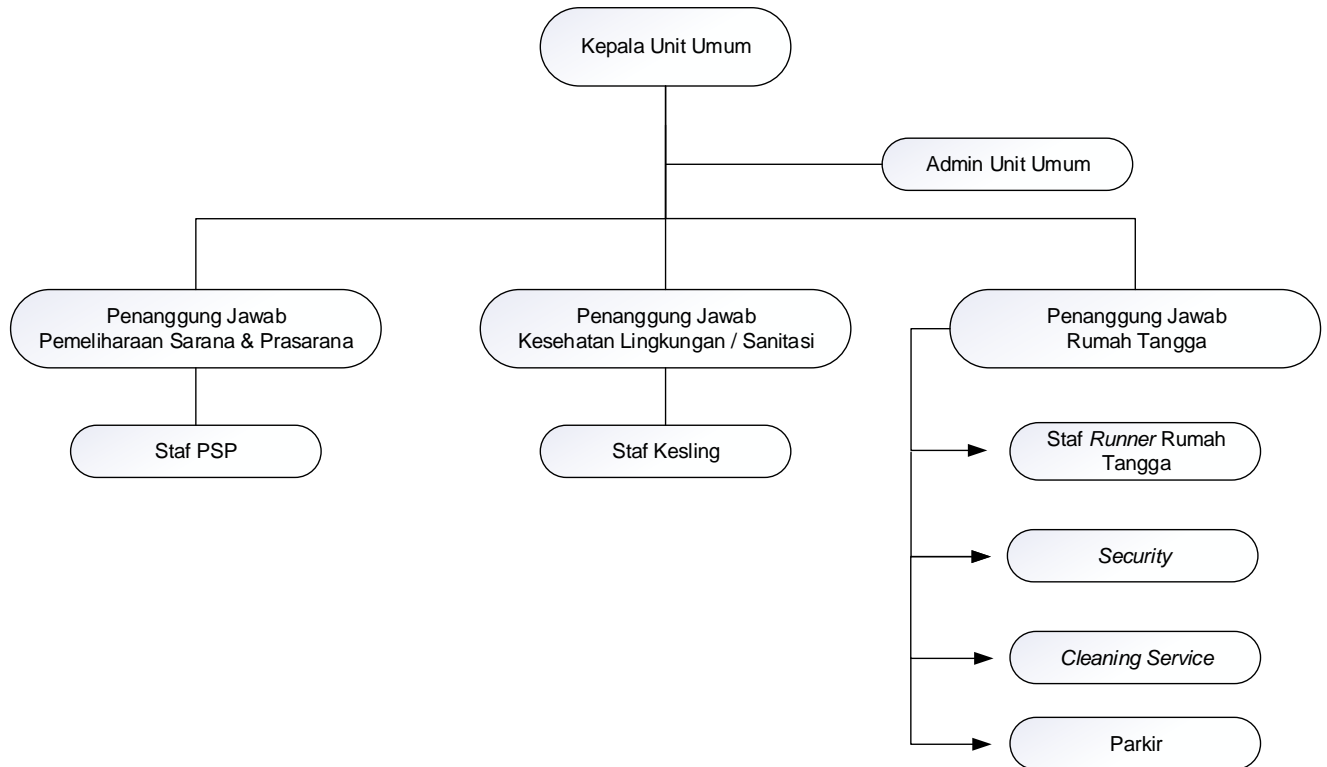 Kepala Unit Umum
Admin Unit Umum
Penanggung Jawab
Pemeliharaan Sarana & Prasarana
Penanggung Jawab
Kesehatan Lingkungan / Sanitasi
Penanggung Jawab
Rumah Tangga
Staf PSP
Staf Kesling
Staf Runner Rumah
Tangga
Security
Cleaning Service
Parkir